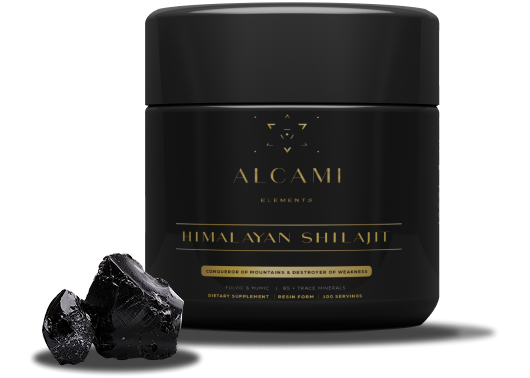 ALCAMI
ELEMENTS
HIMALAYAN SHILAJIT
CONQUEROR OF MOUNTAINS & DESTROYER OF WEAKNESS
FULVIC & HUMIC | 85 + TRACE MINERALS
DIETARY SUPPLEMENT | RESIN FORM | 100 SERVINGS